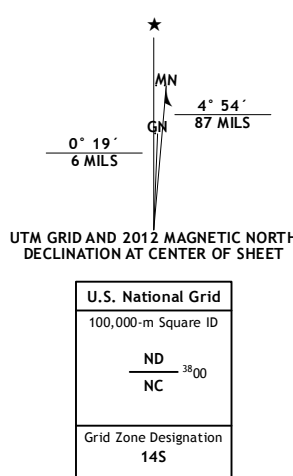 ★
MN
GN
4° 54´
87 MILS
0° 19´
6 MILS
UTM GRID AND 2012 MAGNETIC NORTH
DECLINATION AT CENTER OF SHEET
U.S. National Grid
100,000-m Square ID
ND
3800
NC
Grid Zone Designation
14S